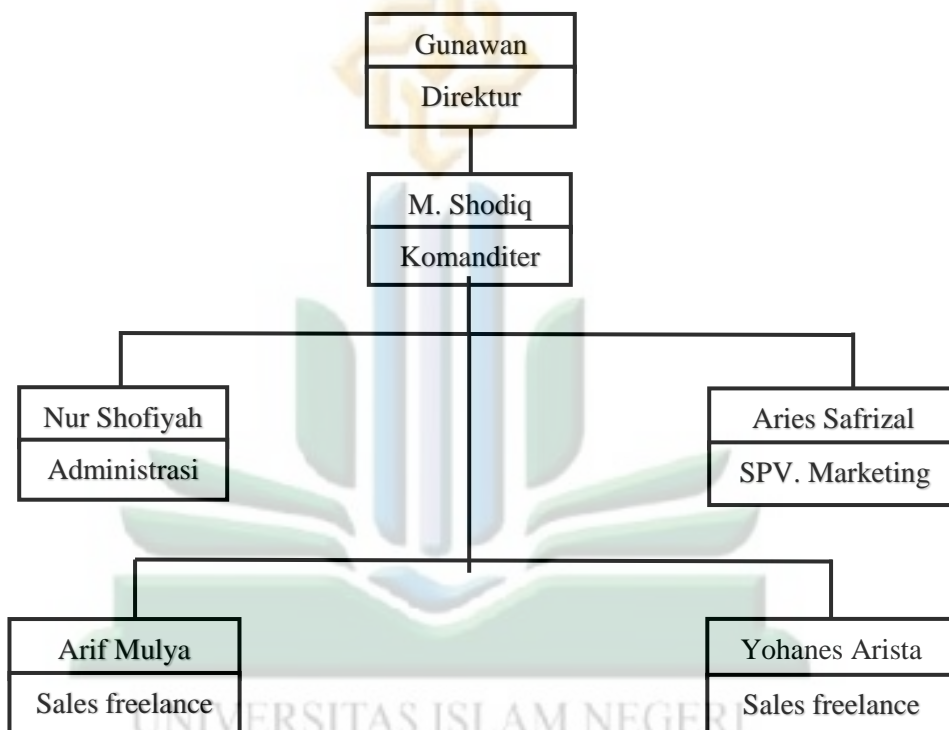 Gunawan
Direktur
M. Shodiq
Komanditer
Nur Shofiyah
Administrasi
Aries Safrizal
SPV. Marketing
Arif Mulya
Sales freelance
Yohanes Arista
Sales freelance
UNIVERSITAS ISLAM NEGERI